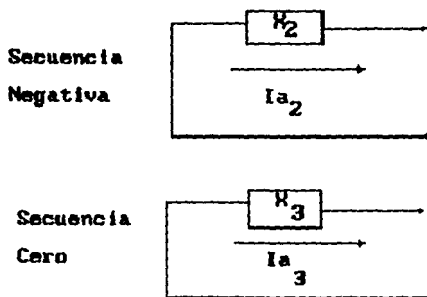 X2
Secuencia
Negativa
Ia2
X3
Secuencia
Cero
Ia3